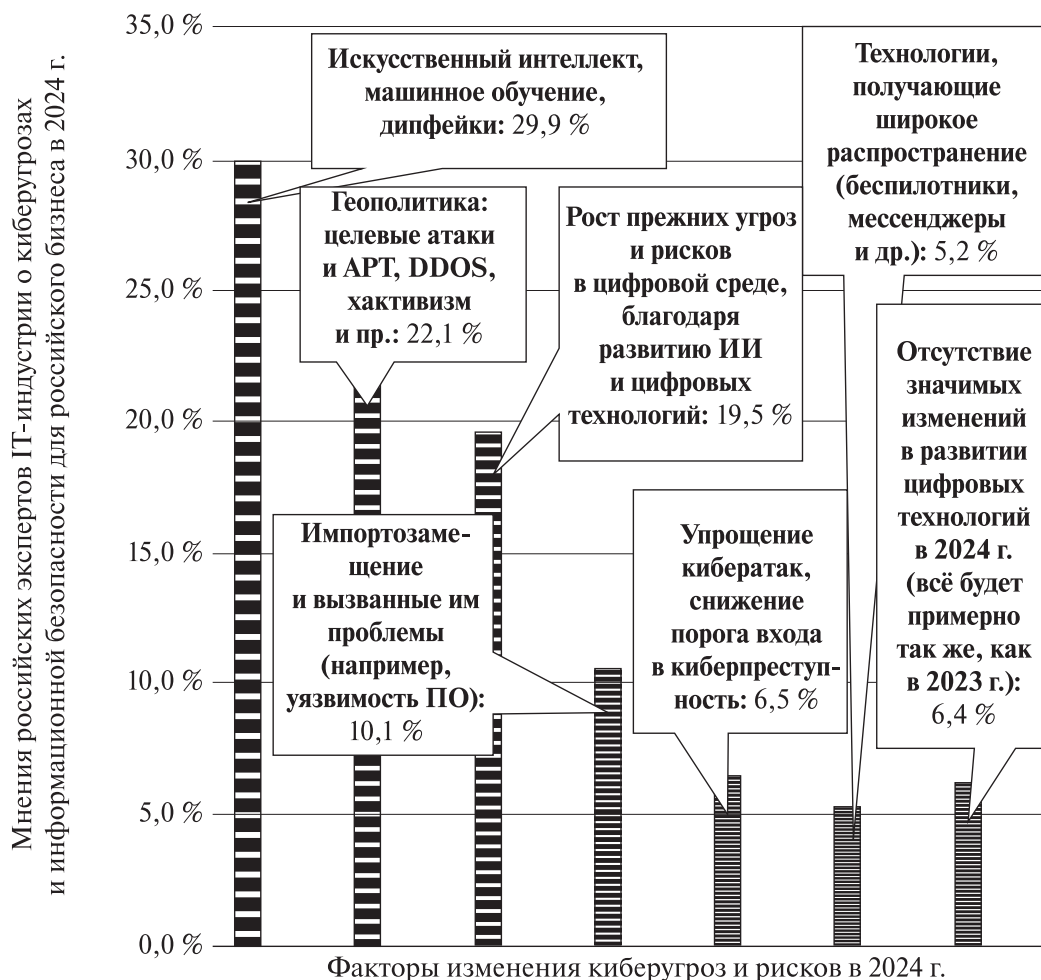 Мнения российских экспертов IT-индустрии о киберугрозах
и информационной безопасности для российского бизнеса в 2024 г.
35,0 %
30,0 %
25,0 %
20,0 %
15,0 %
10,0 %
5,0 %
0,0 %
Искусственный интеллект,
машинное обучение,
дипфейки: 29,9 %
Геополитика:
целевые атаки
и APT, DDOS,
хактивизм
и пр.: 22,1 %
Рост прежних угроз
и рисков
в цифровой среде,
благодаря
развитию ИИ
и цифровых
технологий: 19,5 %
Технологии,
получающие
широкое
распространение
(беспилотники,
мессенджеры
и др.): 5,2 %
Импортозаме-
щение
и вызванные им
проблемы
(например,
уязвимость ПО):
10,1 %
Упрощение
кибератак,
снижение
порога входа
в киберпреступ-
ность: 6,5 %
Отсутствие
значимых
изменений
в развитии
цифровых
технологий
в 2024 г.
(всё будет
примерно
так же, как
в 2023 г.):
6,4 %
Факторы изменения киберугроз и рисков в 2024 г.